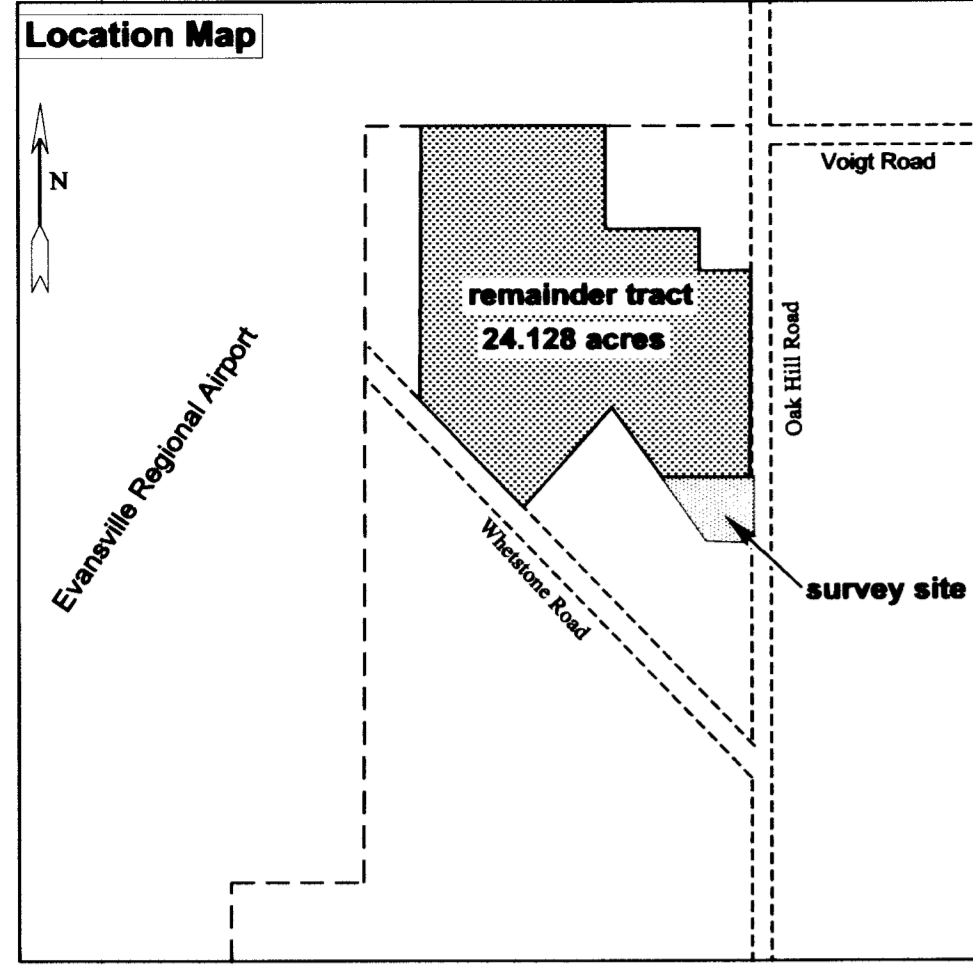 Location Map
N
Voigt Road
remainder tract
24.128 acres
Oak Hill Road
Evansville Regional Airport
Whetstone Road
survey site